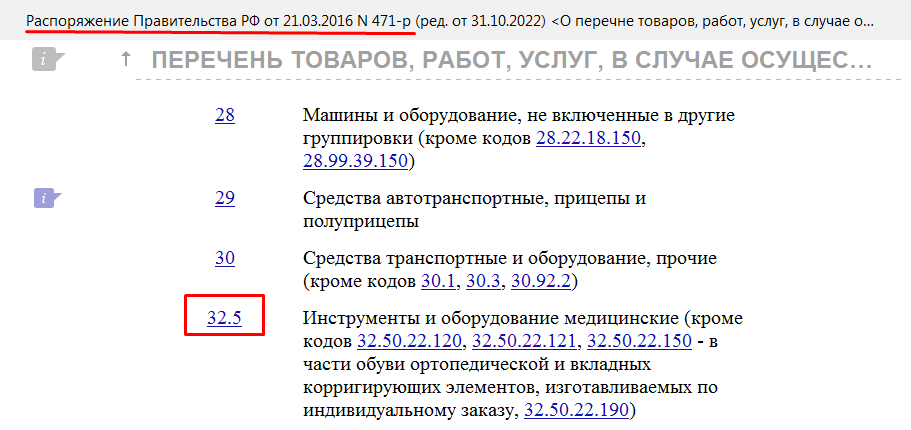 Распоряжение Правительства РФ от 21.03.2016 N 471-р (ред. от 31.10.2022) <О перечне товаров, работ, услуг, в случае о...
i
↑ ПЕРЕЧЕНЬ ТОВАРОВ, РАБОТ, УСЛУГ, В СЛУЧАЕ ОСУЩЕС...
28 Машины и оборудование, не включенные в другие
группировки (кроме кодов 28.22.18.150,
28.99.39.150)
i
29 Средства автотранспортные, прицепы и
полуприцепы
30 Средства транспортные и оборудование, прочие
(кроме кодов 30.1, 30.3, 30.92.2)
32.5 Инструменты и оборудование медицинские (кроме
кодов 32.50.22.120, 32.50.22.121, 32.50.22.150 - в
части обуви ортопедической и вкладных
корригирующих элементов, изготавливаемых по
индивидуальному заказу, 32.50.22.190)